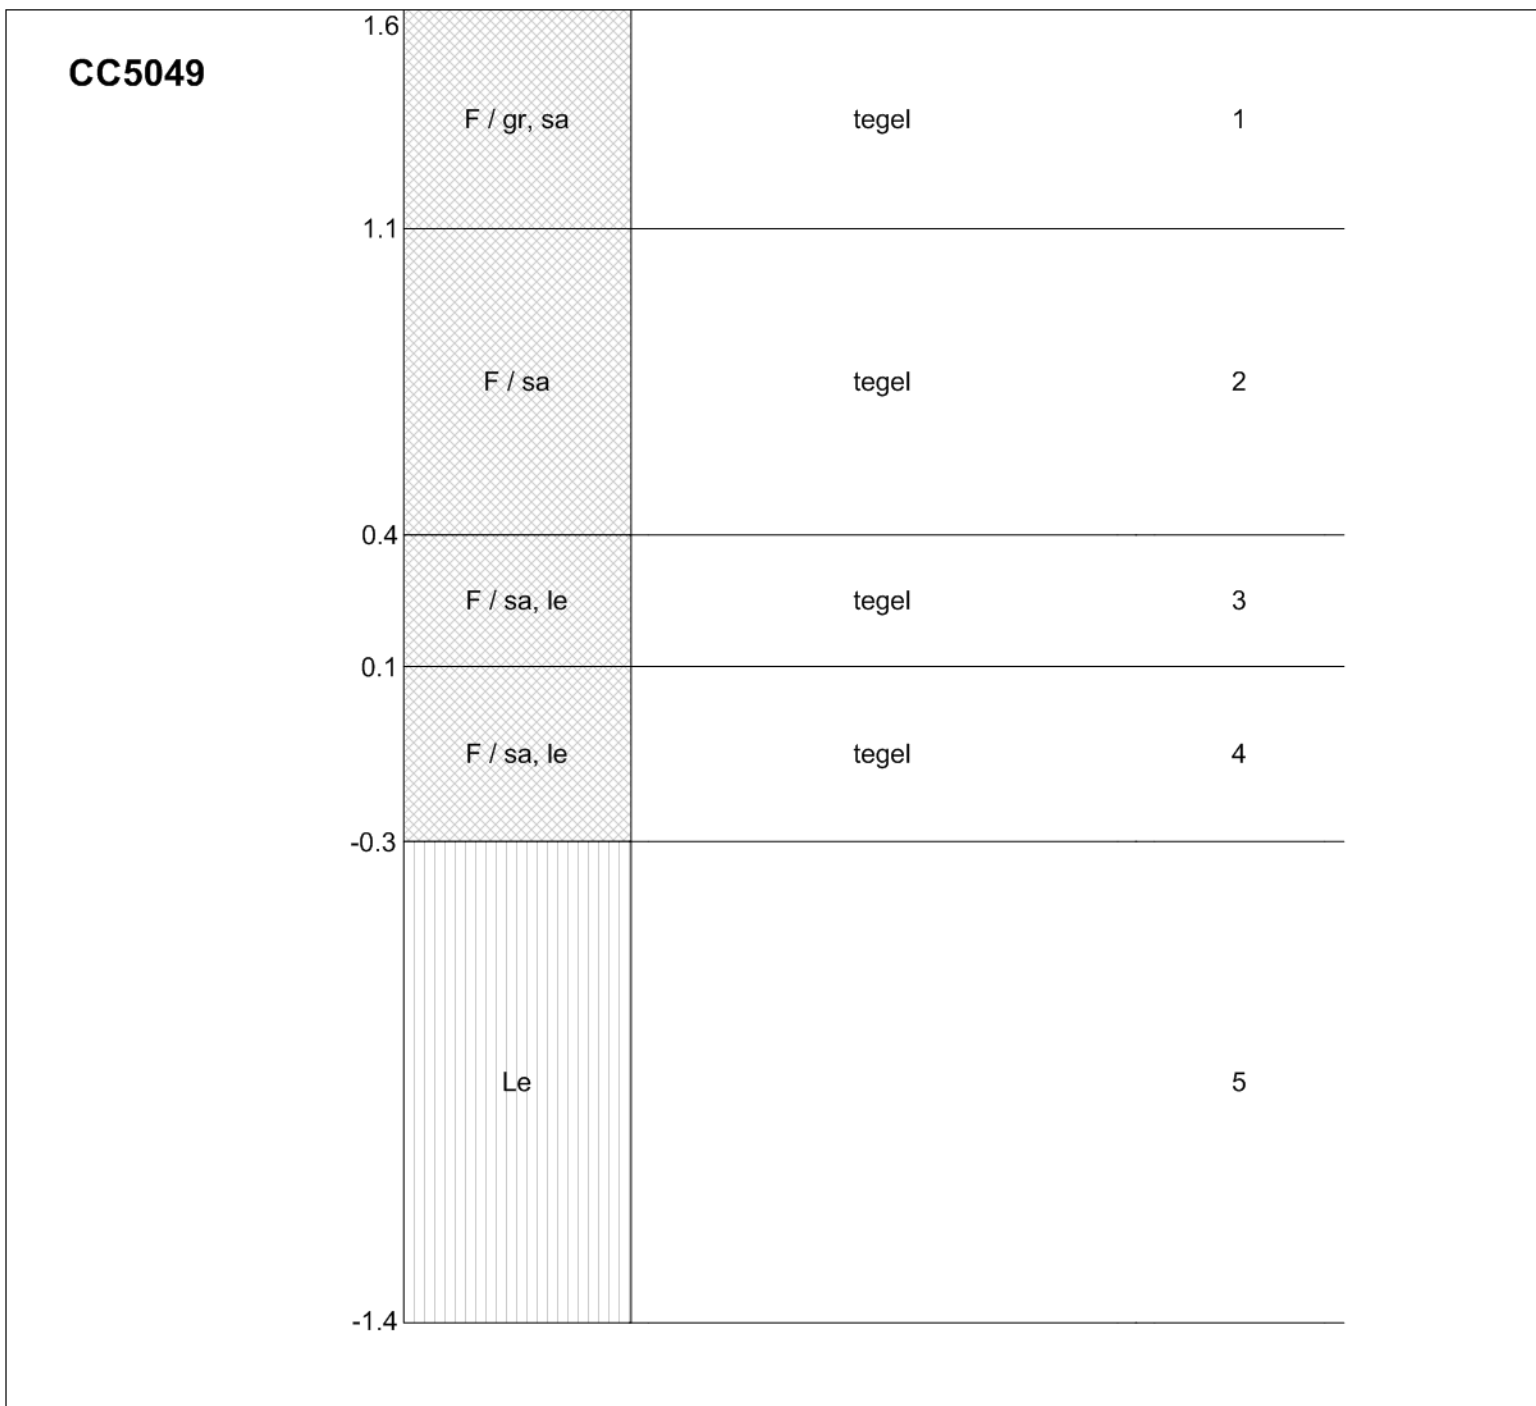 1.6
CC5049
F / gr, sa tegel 1
1.1
F / sa tegel 2
0.4
F / sa, le tegel 3
0.1
F / sa, le tegel 4
-0.3
Le 5
-1.4